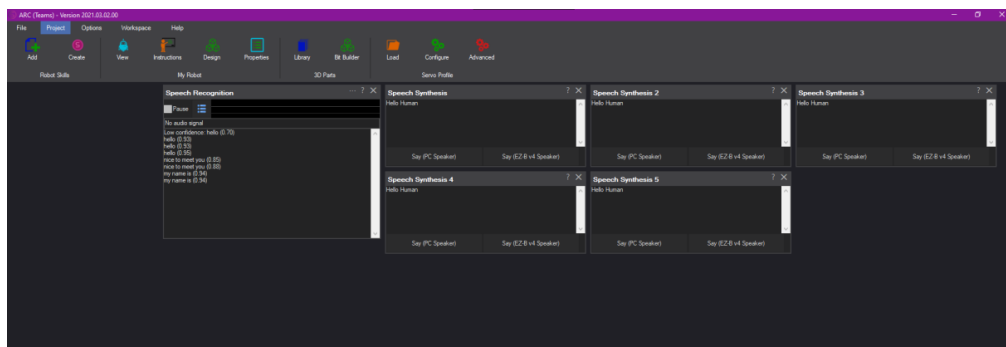 ARC (Teams) - Version 2021.03.02.00
File Project Options Workspace Help
Add Create View Instructions Design Properties Library Bit Builder Load Configure Advanced
Robot Skills My Robot 3D Parts Servo Profile
Speech Recognition
Pause
No audio signal
Low confidence: hello (0.70)
hello (0.93)
hello (0.93)
hello (0.95)
nice to meet you (0.85)
nice to meet you (0.88)
my name is (0.94)
my name is (0.94)
Speech Synthesis
Hello Human
Say (PC Speaker) Say (EZ-B v4 Speaker)
Speech Synthesis 2
Hello Human
Say (PC Speaker) Say (EZ-B v4 Speaker)
Speech Synthesis 3
Hello Human
Say (PC Speaker) Say (EZ-B v4 Speaker)
Speech Synthesis 4
Hello Human
Say (PC Speaker) Say (EZ-B v4 Speaker)
Speech Synthesis 5
Hello Human
Say (PC Speaker) Say (EZ-B v4 Speaker)